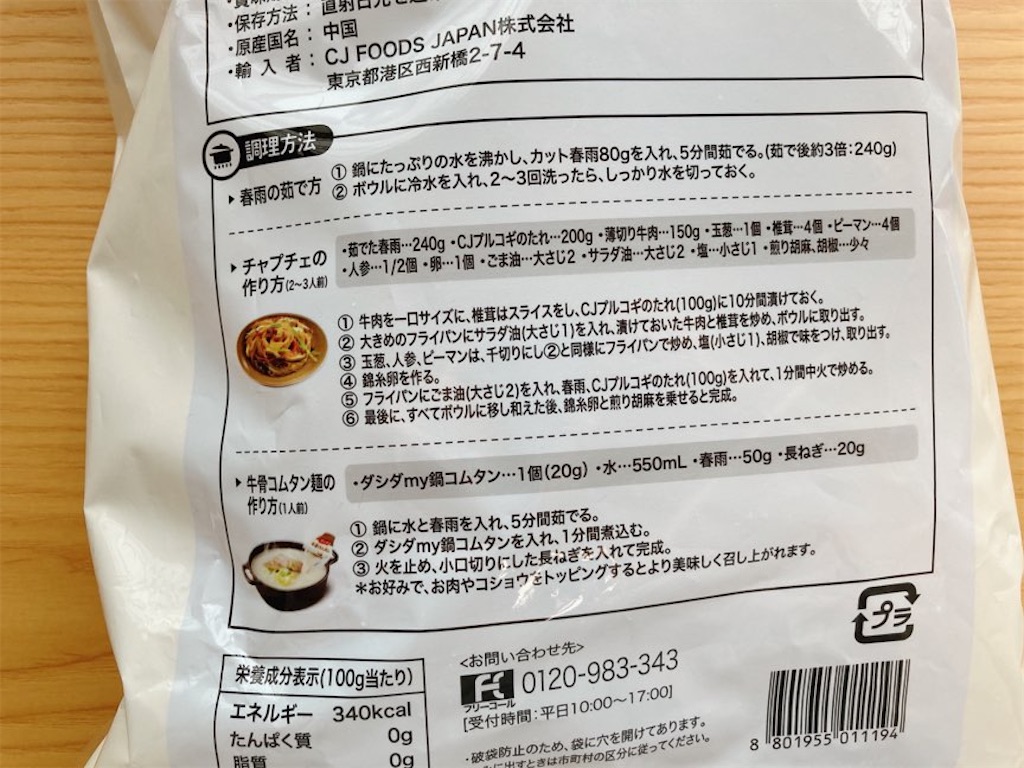 ・保存方法：直射日光を避
・原産国名：中国
・輸入者：CJ FOODS JAPAN株式会社
東京都港区西新橋2-7-4
調理方法
▶春雨の茹で方
① 鍋にたっぷりの水を沸かし、カット春雨80gを入れ、5分間茹でる。(茹で後約3倍：240g)
② ボウルに冷水を入れ、2〜3回洗ったら、しっかり水を切っておく。
▶チャプチェの
作り方(2〜3人前)
・茹でた春雨…240g ・CJプルコギのたれ…200g ・薄切り牛肉…150g ・玉葱…1個 ・椎茸…4個 ・ピーマン…4個
・人参…1/2個 ・卵…1個 ・ごま油…大さじ2 ・サラダ油…大さじ2 ・塩…小さじ1 ・煎り胡麻、胡椒…少々
① 牛肉を一口サイズに、椎茸はスライスをし、CJプルコギのたれ(100g)に10分間漬けておく。
② 大きめのフライパンにサラダ油(大さじ1)を入れ、漬けておいた牛肉と椎茸を炒め、ボウルに取り出す。
③ 玉葱、人参、ピーマンは、千切りにし②と同様にフライパンで炒め、塩(小さじ1)、胡椒で味をつけ、取り出す。
④ 錦糸卵を作る。
⑤ フライパンにごま油(大さじ2)を入れ、春雨、CJプルコギのたれ(100g)を入れて、1分間中火で炒める。
⑥ 最後に、すべてボウルに移し和えた後、錦糸卵と煎り胡麻を乗せると完成。
▶牛骨コムタン麺の
作り方(1人前)
・ダシダmy鍋コムタン…1個(20g) ・水…550mL ・春雨…50g ・長ねぎ…20g
① 鍋に水と春雨を入れ、5分間茹でる。
② ダシダmy鍋コムタンを入れ、1分間煮込む。
③ 火を止め、小口切りにした長ねぎを入れて完成。
＊お好みで、お肉やコショウをトッピングするとより美味しく召し上がれます。
プラ
栄養成分表示(100g当たり)
エネルギー 340kcal
たんぱく質 0g
脂質 0g
<お問い合わせ先>
フリーコール 0120-983-343
[受付時間：平日10:00〜17:00]
・破袋防止のため、袋に穴を開けてあります。
みに出すときは市町村の区分に従ってください。
8 801955 011194